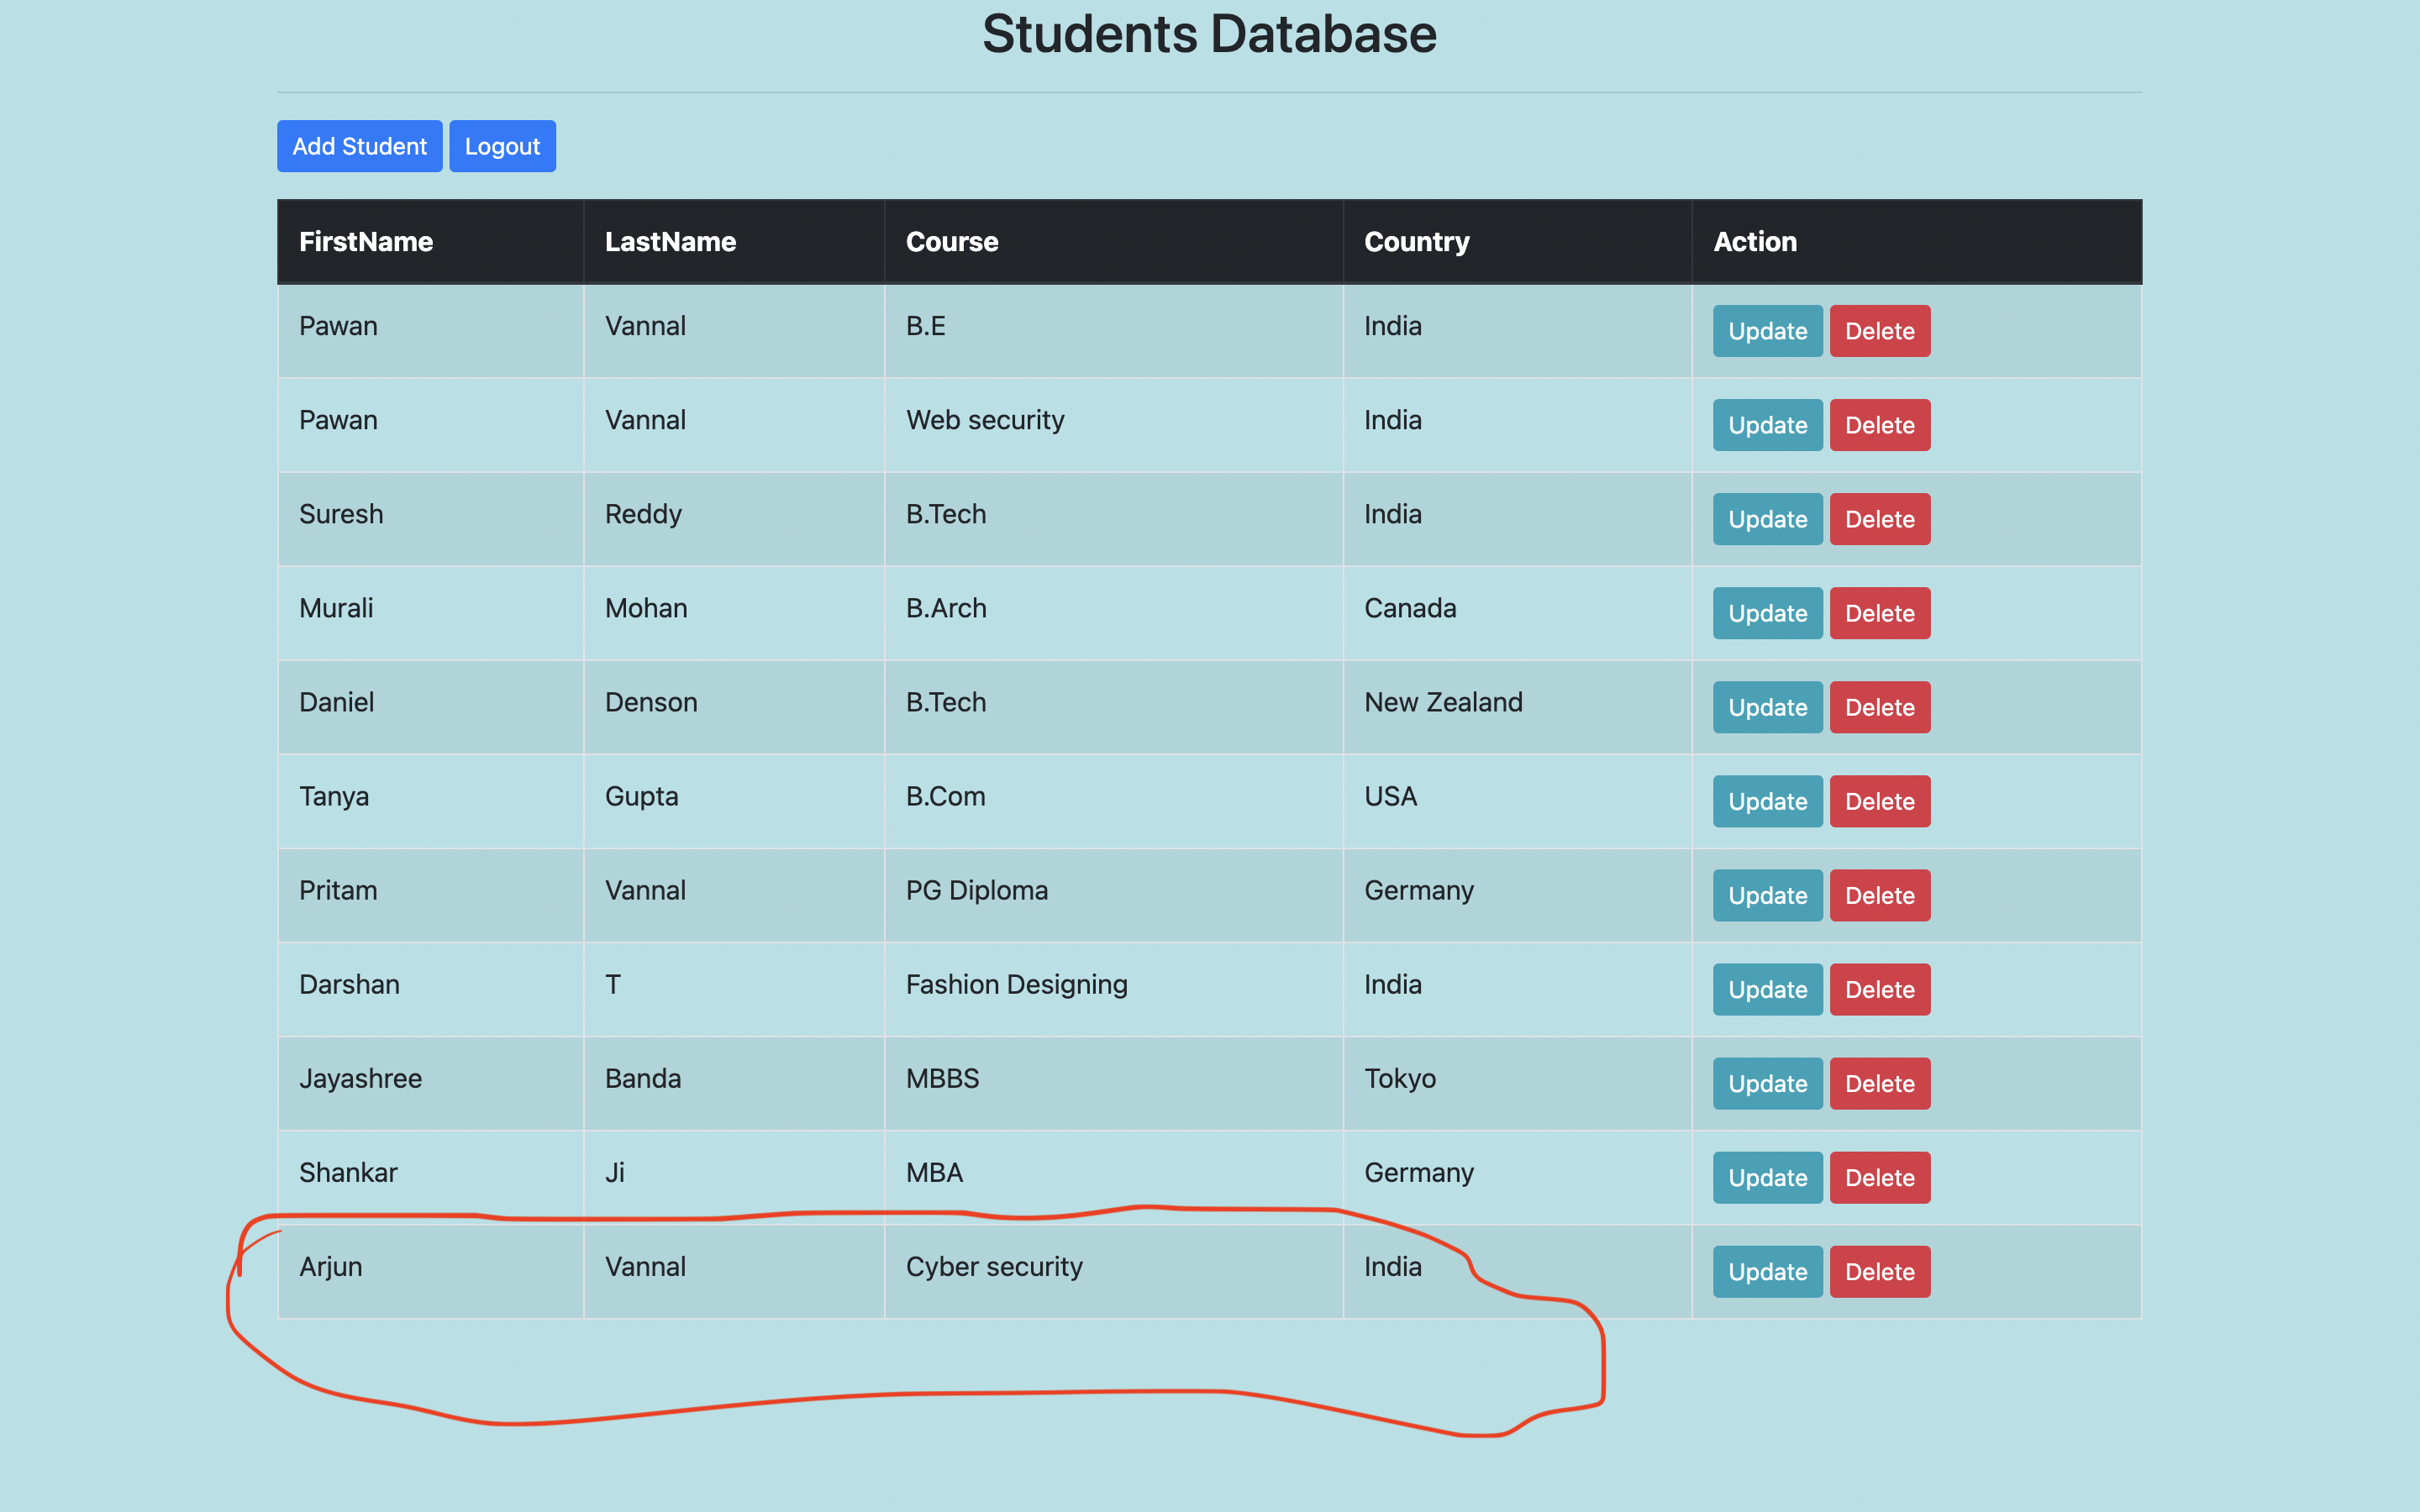 Students Database
Add Student Logout
FirstName LastName Course Country Action
Pawan Vannal B.E India Update Delete
Pawan Vannal Web security India Update Delete
Suresh Reddy B.Tech India Update Delete
Murali Mohan B.Arch Canada Update Delete
Daniel Denson B.Tech New Zealand Update Delete
Tanya Gupta B.Com USA Update Delete
Pritam Vannal PG Diploma Germany Update Delete
Darshan T Fashion Designing India Update Delete
Jayashree Banda MBBS Tokyo Update Delete
Shankar Ji MBA Germany Update Delete
Arjun Vannal Cyber security India Update Delete